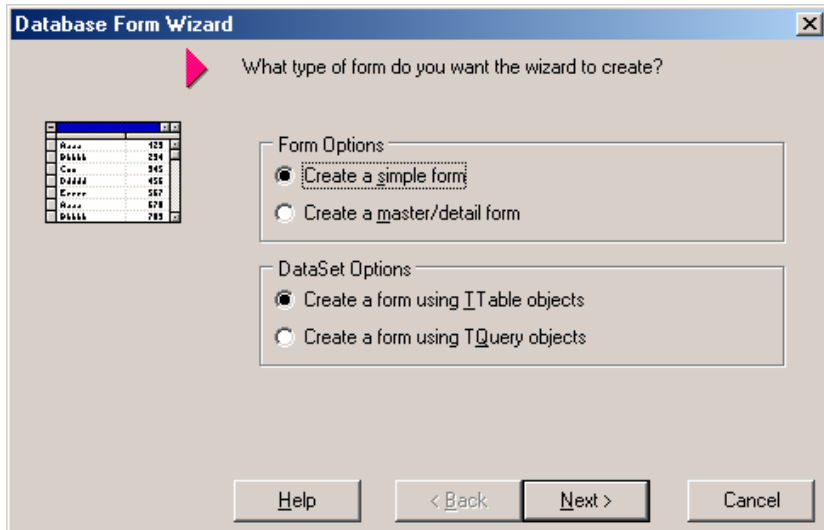 Database Form Wizard
What type of form do you want the wizard to create?
Form Options
Create a simple form
Create a master/detail form
DataSet Options
Create a form using TTable objects
Create a form using TQuery objects
Help
< Back
Next >
Cancel